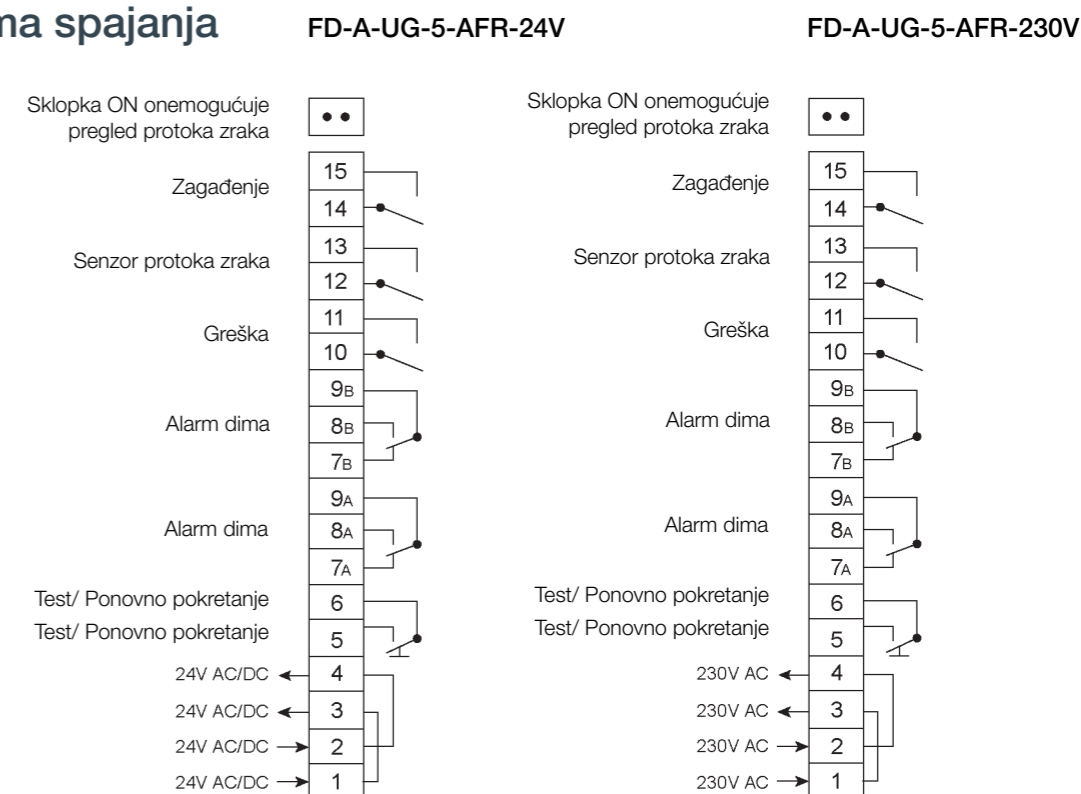 ma spajanja
FD-A-UG-5-AFR-24V
Sklopka ON onemogućuje
pregled protoka zraka
15
Zagađenje
14
13
Senzor protoka zraka
12
11
Greška
10
9B
Alarm dima
8B
7B
9A
Alarm dima
8A
7A
Test/ Ponovno pokretanje
6
Test/ Ponovno pokretanje
5
24V AC/DC
4
24V AC/DC
3
24V AC/DC
2
24V AC/DC
1
FD-A-UG-5-AFR-230V
Sklopka ON onemogućuje
pregled protoka zraka
15
Zagađenje
14
13
Senzor protoka zraka
12
11
Greška
10
9B
Alarm dima
8B
7B
9A
Alarm dima
8A
7A
Test/ Ponovno pokretanje
6
Test/ Ponovno pokretanje
5
230V AC
4
230V AC
3
230V AC
2
230V AC
1